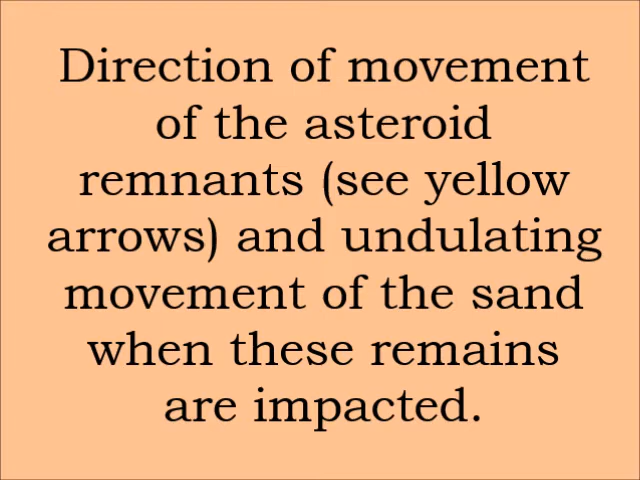 Direction of movement
of the asteroid
remnants (see yellow
arrows) and undulating
movement of the sand
when these remains
are impacted.